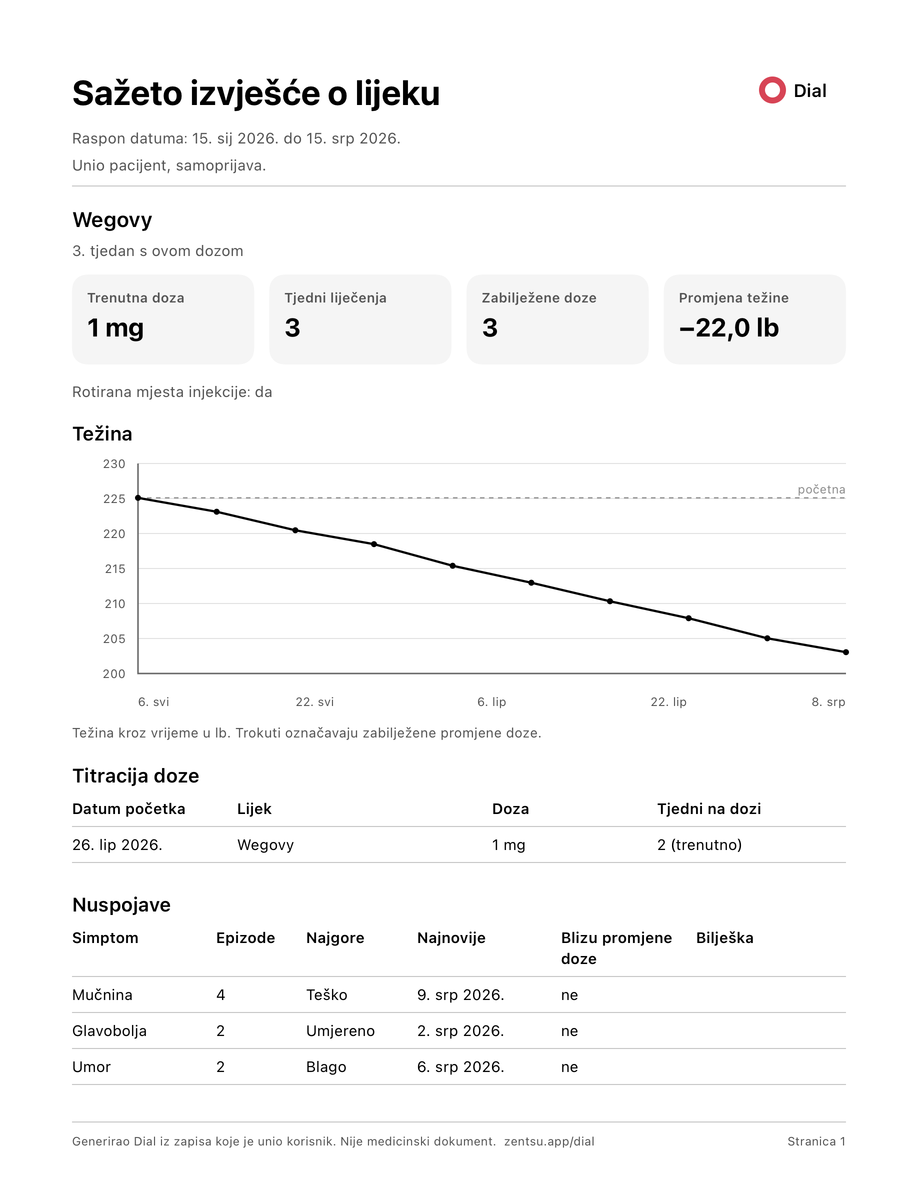 Sažeto izvješće o lijeku
Dial
Raspon datuma: 15. sij 2026. do 15. srp 2026.
Unio pacijent, samoprijava.
Wegovy
3. tjedan s ovom dozom
Trenutna doza
1 mg
Tjedni liječenja
3
Zabilježene doze
3
Promjena težine
−22,0 lb
Rotirana mjesta injekcije: da
Težina
230
225
220
215
210
205
200
početna
6. svi 22. svi 6. lip 22. lip 8. srp
Težina kroz vrijeme u lb. Trokuti označavaju zabilježene promjene doze.
Titracija doze
Datum početka Lijek Doza Tjedni na dozi
26. lip 2026. Wegovy 1 mg 2 (trenutno)
Nuspojave
Simptom Epizode Najgore Najnovije Blizu promjene doze Bilješka
Mučnina 4 Teško 9. srp 2026. ne
Glavobolja 2 Umjereno 2. srp 2026. ne
Umor 2 Blago 6. srp 2026. ne
Generirao Dial iz zapisa koje je unio korisnik. Nije medicinski dokument. zentsu.app/dial Stranica 1